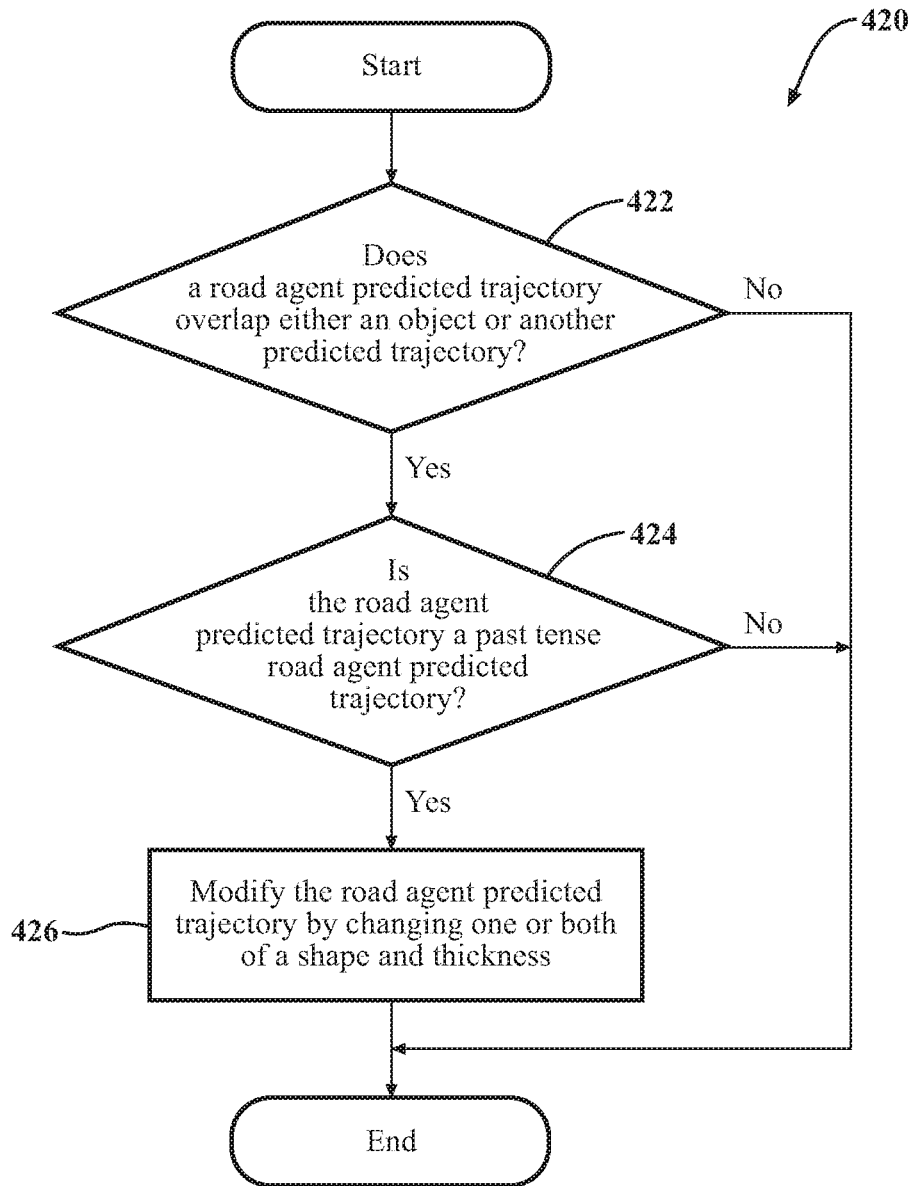 420
Start
422
Does
a road agent predicted trajectory
overlap either an object or another
predicted trajectory?
No
Yes
424
Is
the road agent
predicted trajectory a past tense
road agent predicted
trajectory?
No
Yes
426
Modify the road agent predicted
trajectory by changing one or both
of a shape and thickness
End